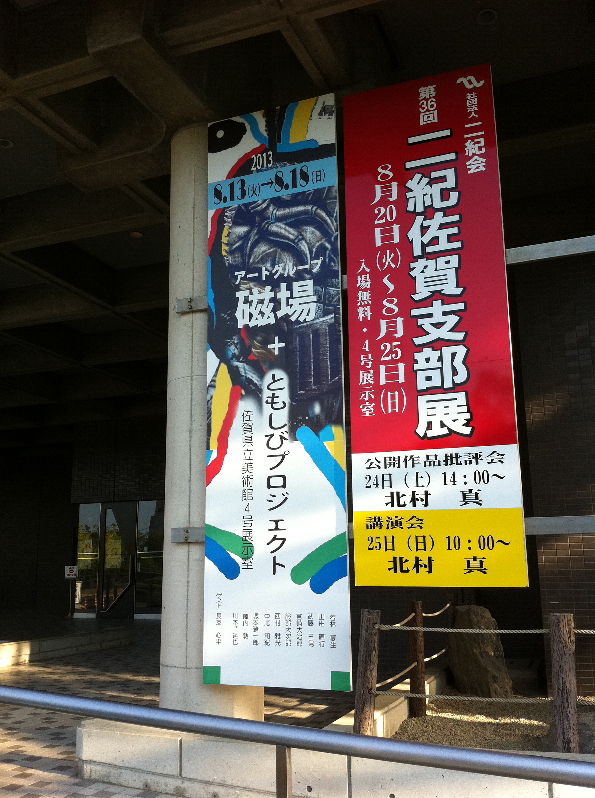 2013
8.13(火)→8.18(日)
アートグループ
磁場
+
ともしびプロジェクト
佐賀県立美術館4号展示室
社団法人 二紀会
第36回
二紀佐賀支部展
8月20日(火)〜8月25日(日)
入場無料・4号展示室
公開作品批評会
24日(土)14:00〜
北村 真
講演会
25日(日)10:00〜
北村 真